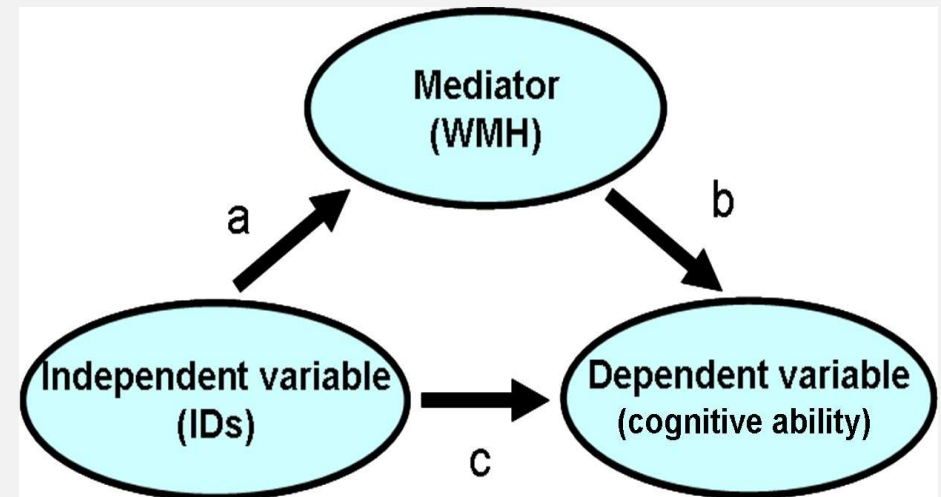 Mediator
(WMH)
a
b
Independent variable
(IDs)
Dependent variable
(cognitive ability)
c